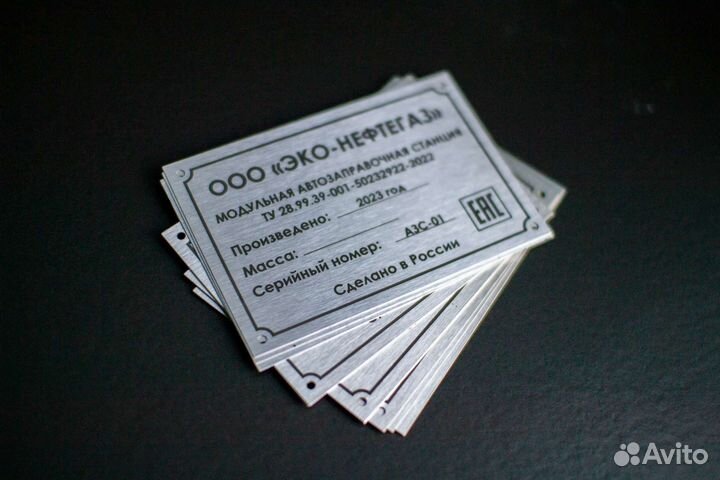 ООО «ЭКО-НЕФТЕГАЗ»
МОДУЛЬНАЯ АВТОЗАПРАВОЧНАЯ СТАНЦИЯ
ТУ 28.99.39-001-50232922-2022
Произведено: 2023 год
Масса:
Серийный номер: АЗС-01
Сделано в России
EAC
Avito